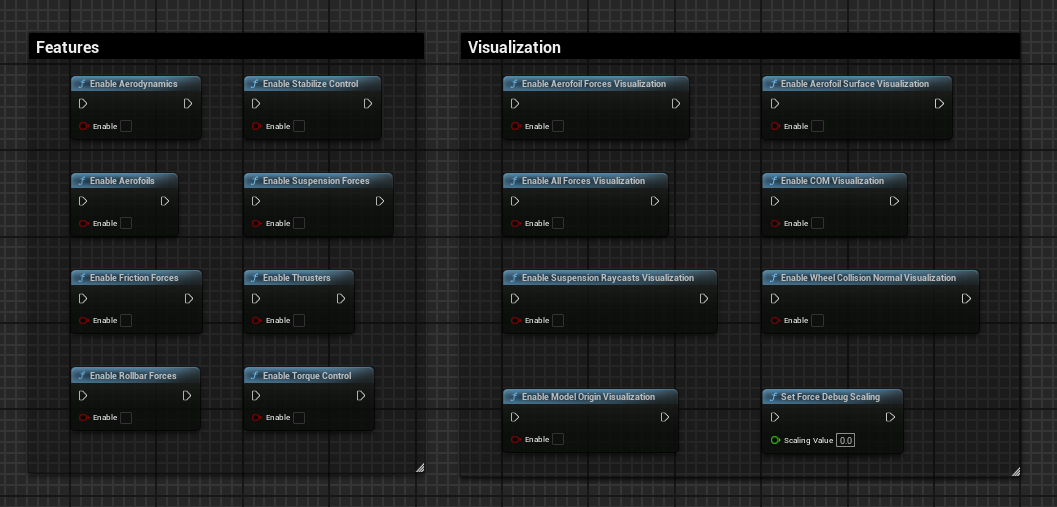 Features
Enable Aerodynamics
Enable
Enable Stabilize Control
Enable
Enable Aerofoils
Enable
Enable Suspension Forces
Enable
Enable Friction Forces
Enable
Enable Thrusters
Enable
Enable Rollbar Forces
Enable
Enable Torque Control
Enable
Visualization
Enable Aerofoil Forces Visualization
Enable
Enable Aerofoil Surface Visualization
Enable
Enable All Forces Visualization
Enable
Enable COM Visualization
Enable
Enable Suspension Raycasts Visualization
Enable
Enable Wheel Collision Normal Visualization
Enable
Enable Model Origin Visualization
Enable
Set Force Debug Scaling
Scaling Value 0.0